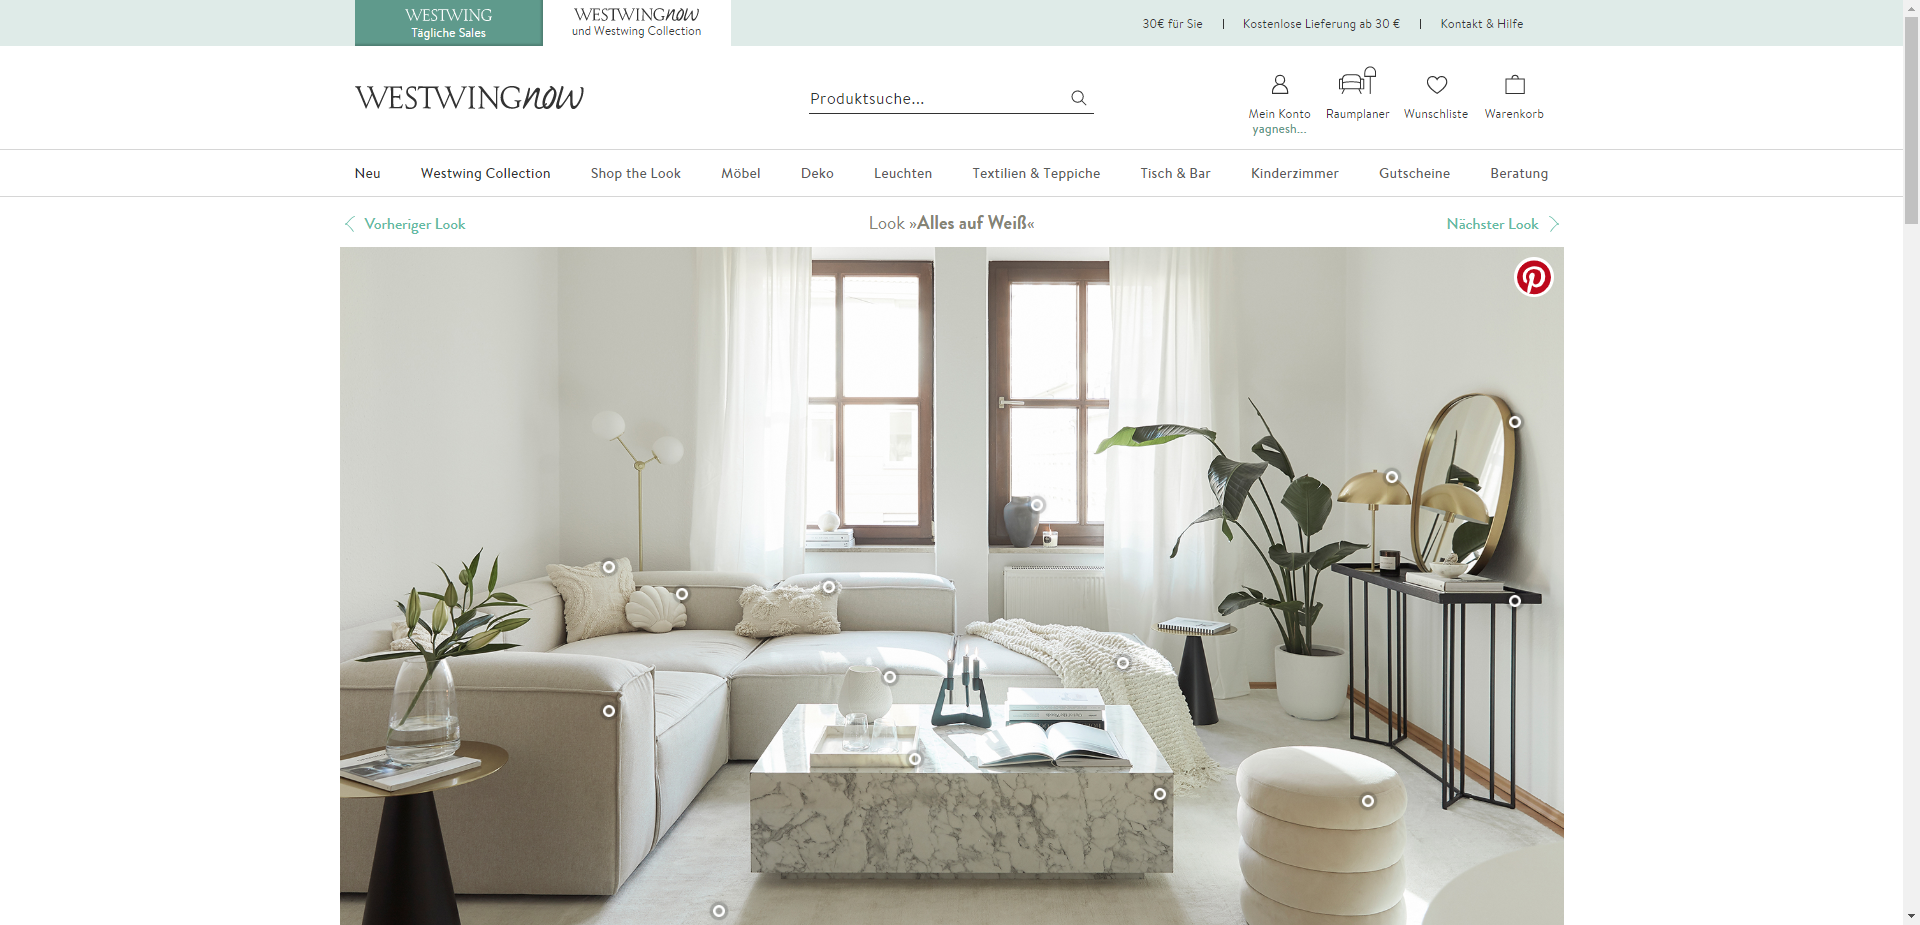 WESTWING
Tägliche Sales
WESTWINGnow
und Westwing Collection
30€ für Sie | Kostenlose Lieferung ab 30 € | Kontakt & Hilfe
WESTWINGnow
Produktsuche...
Mein Konto
yagnesh...
Raumplaner
Wunschliste
Warenkorb
Neu Westwing Collection Shop the Look Möbel Deko Leuchten Textilien & Teppiche Tisch & Bar Kinderzimmer Gutscheine Beratung
Vorheriger Look
Look »Alles auf Weiß«
Nächster Look